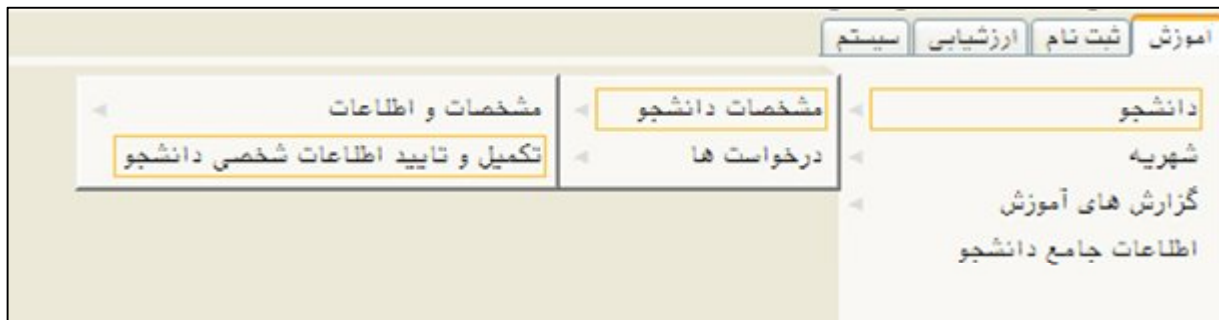 آموزش ثبت نام ارزشیابی سیستم
دانشجو مشخصات دانشجو مشخصات و اطلاعات
شهریه درخواست ها تکمیل و تایید اطلاعات شخصی دانشجو
گزارش های آموزش
اطلاعات جامع دانشجو